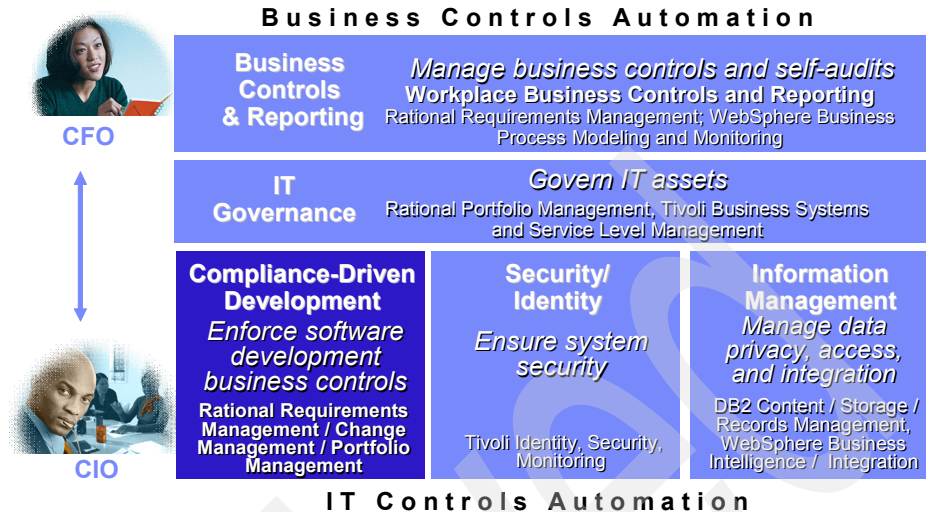 Business Controls Automation
CFO
Business
Controls
& Reporting
Manage business controls and self-audits
Workplace Business Controls and Reporting
Rational Requirements Management; WebSphere Business
Process Modeling and Monitoring
IT
Governance
Govern IT assets
Rational Portfolio Management, Tivoli Business Systems
and Service Level Management
Compliance-Driven
Development
Enforce software
development
business controls
Rational Requirements
Management / Change
Management / Portfolio
Management
Security/
Identity
Ensure system
security
Tivoli Identity, Security,
Monitoring
Information
Management
Manage data
privacy, access,
and integration
DB2 Content / Storage /
Records Management,
WebSphere Business
Intelligence / Integration
CIO
IT Controls Automation